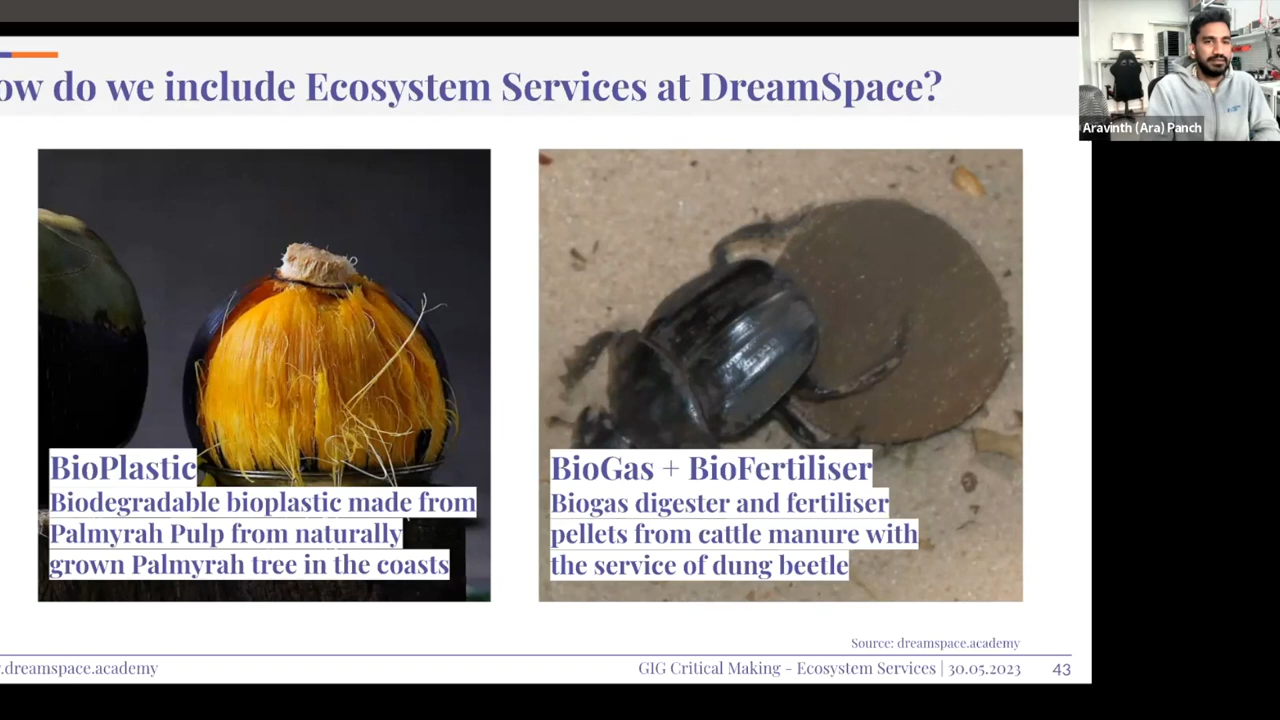 ow do we include Ecosystem Services at DreamSpace?
Aravinth (Ara) Panch
BioPlastic
Biodegradable bioplastic made from
Palmyrah Pulp from naturally
grown Palmyrah tree in the coasts
BioGas + BioFertiliser
Biogas digester and fertiliser
pellets from cattle manure with
the service of dung beetle
Source: dreamspace.academy
.dreamspace.academy
GIG Critical Making - Ecosystem Services | 30.05.2023
43